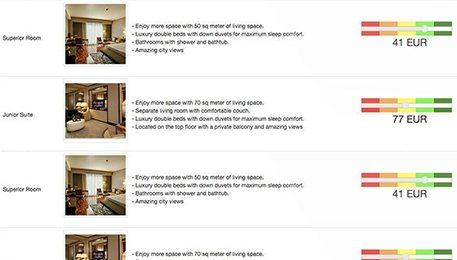 Superior Room
- Enjoy more space with 50 sq meter of living space.
- Luxury double beds with down duvets for maximum sleep comfort.
- Bathrooms with shower and bathtub.
- Amazing city views
41 EUR
Junior Suite
- Enjoy more space with 70 sq meter of living space.
- Separate living room with comfortable couch.
- Luxury double beds with down duvets for maximum sleep comfort.
- Located on the top floor with a private balcony and amazing views
77 EUR
Superior Room
- Enjoy more space with 50 sq meter of living space.
- Luxury double beds with down duvets for maximum sleep comfort.
- Bathrooms with shower and bathtub.
- Amazing city views
41 EUR
- Enjoy more space with 70 sq meter of living space.